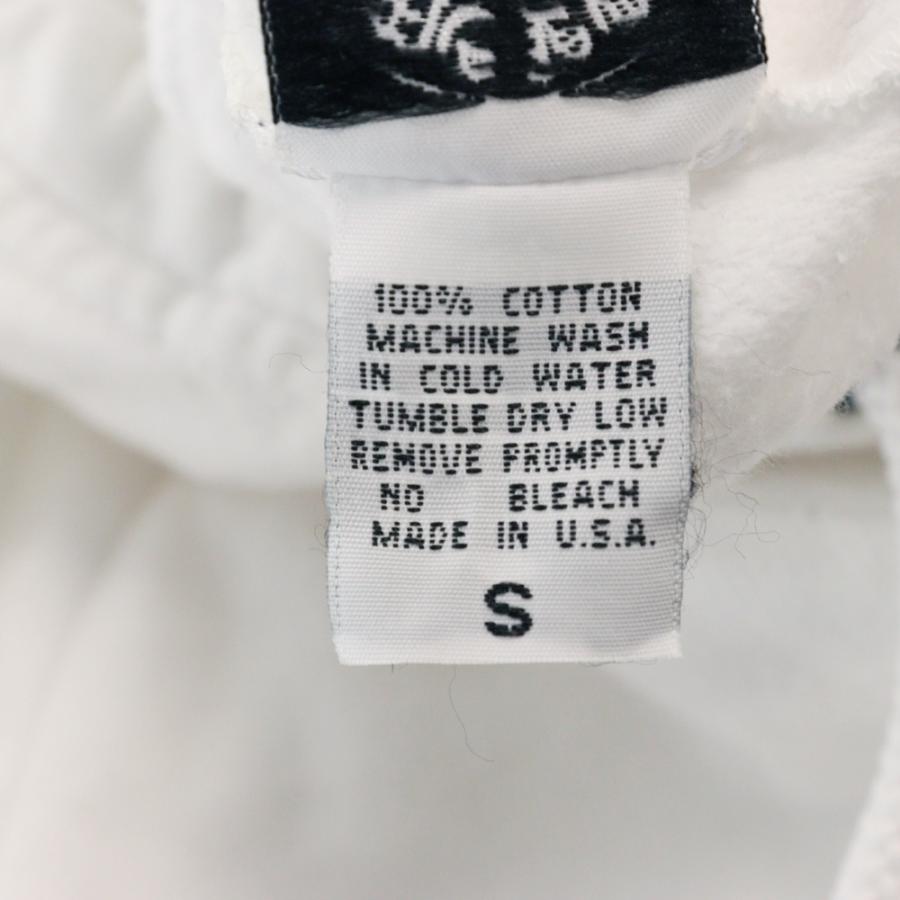 100% COTTON
MACHINE WASH
IN COLD WATER
TUMBLE DRY LOW
REMOVE PROMPTLY
NO BLEACH
MADE IN U.S.A.
S